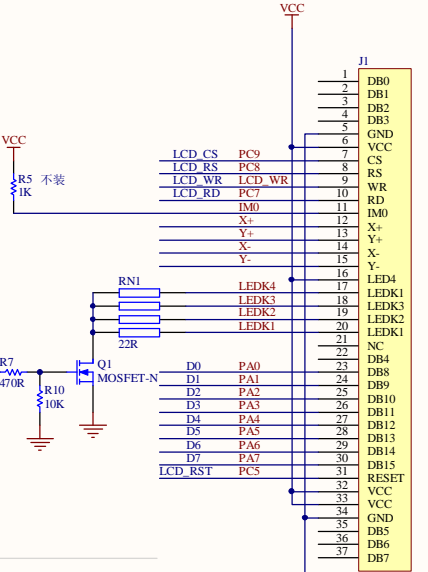 VCC
J1
1 DB0
2 DB1
3 DB2
4 DB3
5 GND
VCC
6 VCC
LCD_CS PC9 7 CS
LCD_RS PC8 8 RS
R5 不装
1K
LCD_WR LCD_WR 9 WR
LCD_RD PC7 10 RD
IM0 11 IM0
X+ 12 X+
Y+ 13 Y+
X- 14 X-
Y- 15 Y-
16 LED4
RN1
LEDK4 17 LEDK1
LEDK3 18 LEDK3
LEDK2 19 LEDK2
LEDK1 20 LEDK1
22R
21 NC
22 DB4
R7
470R
Q1
MOSFET-N
R10
10K
D0 PA0 23 DB8
D1 PA1 24 DB9
D2 PA2 25 DB10
D3 PA3 26 DB11
D4 PA4 27 DB12
D5 PA5 28 DB13
D6 PA6 29 DB14
D7 PA7 30 DB15
LCD_RST PC5 31 RESET
32 VCC
33 VCC
34 GND
35 DB5
36 DB6
37 DB7